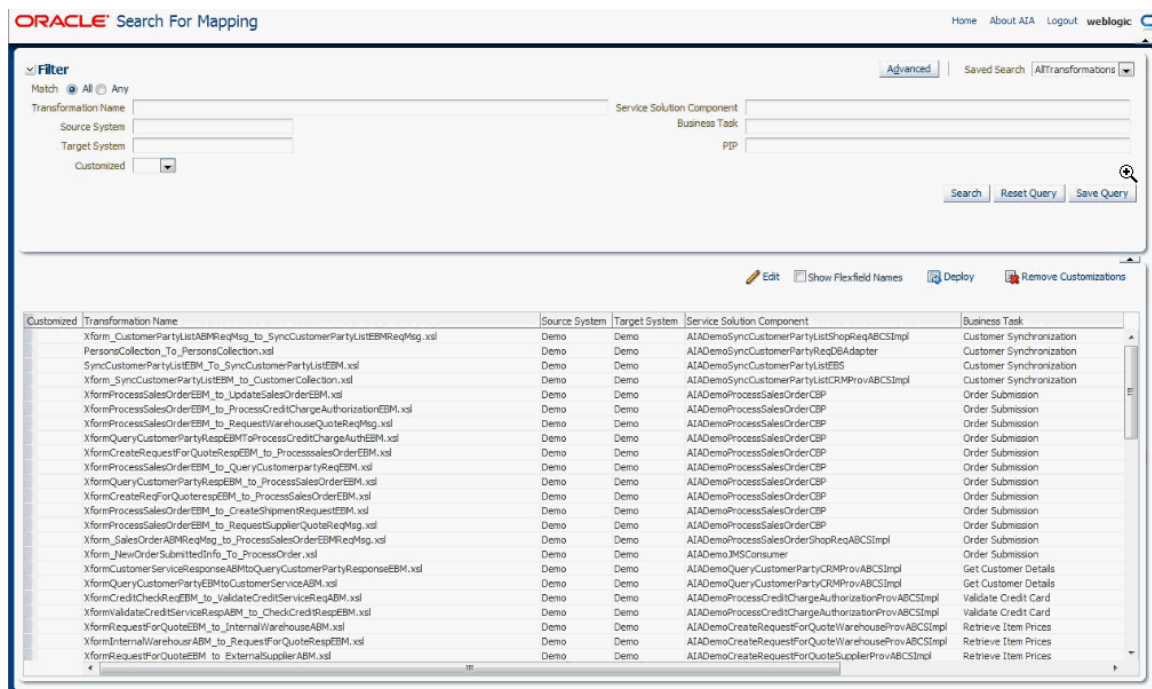 ORACLE Search For Mapping
Home About AIA Logout weblogic
Filter
Advanced Saved Search AllTransformations
Match All Any
Transformation Name Service Solution Component
Source System Business Task
Target System PIP
Customized
Search Reset Query Save Query
Edit Show Flexfield Names Deploy Remove Customizations
Customized Transformation Name Source System Target System Service Solution Component Business Task
Xform_CustomerPartyListABMReqMsg_to_SyncCustomerPartyListEBMReqMsg.xsl Demo Demo AIADemoSyncCustomerPartyListShopReqABCSImpl Customer Synchronization
PersonsCollection_To_PersonsCollection.xsl Demo Demo AIADemoSyncCustomerPartyReqDBAdapter Customer Synchronization
SyncCustomerPartyListEBM_To_SyncCustomerPartyListEBM.xsl Demo Demo AIADemoSyncCustomerPartyListEBS Customer Synchronization
Xform_SyncCustomerPartyListEBM_to_CustomerCollection.xsl Demo Demo AIADemoSyncCustomerPartyListCRMProvABCSImpl Customer Synchronization
XformProcessSalesOrderEBM_to_UpdateSalesOrderEBM.xsl Demo Demo AIADemoProcessSalesOrderCBP Order Submission
XformProcessSalesOrderEBM_to_ProcessCreditChargeAuthorizationEBM.xsl Demo Demo AIADemoProcessSalesOrderCBP Order Submission
XformProcessSalesOrderEBM_to_RequestWarehouseQuoteReqMsg.xsl Demo Demo AIADemoProcessSalesOrderCBP Order Submission
XformQueryCustomerPartyRespEBMToProcessCreditChargeAuthEBM.xsl Demo Demo AIADemoProcessSalesOrderCBP Order Submission
XformCreateRequestForQuoteRespEBM_to_ProcesssalesOrderEBM.xsl Demo Demo AIADemoProcessSalesOrderCBP Order Submission
XformProcessSalesOrderEBM_to_QueryCustomerpartyReqEBM.xsl Demo Demo AIADemoProcessSalesOrderCBP Order Submission
XformQueryCustomerPartyRespEBM_to_ProcessSalesOrderEBM.xsl Demo Demo AIADemoProcessSalesOrderCBP Order Submission
XformCreateReqForQuoterespEBM_to_ProcessSalesOrderEBM.xsl Demo Demo AIADemoProcessSalesOrderCBP Order Submission
XformProcessSalesOrderEBM_to_CreateShipmentRequestEBM.xsl Demo Demo AIADemoProcessSalesOrderCBP Order Submission
XformProcessSalesOrderEBM_to_RequestSupplierQuoteReqMsg.xsl Demo Demo AIADemoProcessSalesOrderCBP Order Submission
Xform_SalesOrderABMReqMsg_to_ProcessSalesOrderEBMReqMsg.xsl Demo Demo AIADemoProcessSalesOrderShopReqABCSImpl Order Submission
Xform_NewOrderSubmittedInfo_To_ProcessOrder.xsl Demo Demo AIADemoJMSConsumer Order Submission
XformCustomerServiceResponseABMtoQueryCustomerPartyResponseEBM.xsl Demo Demo AIADemoQueryCustomerPartyCRMProvABCSImpl Get Customer Details
XformQueryCustomerPartyEBMtoCustomerServiceABM.xsl Demo Demo AIADemoQueryCustomerPartyCRMProvABCSImpl Get Customer Details
XformCreditCheckReqEBM_to_ValidateCreditServiceReqABM.xsl Demo Demo AIADemoProcessCreditChargeAuthorizationProvABCSImpl Validate Credit Card
XformValidateCreditServiceRespABM_to_CheckCreditRespEBM.xsl Demo Demo AIADemoProcessCreditChargeAuthorizationProvABCSImpl Validate Credit Card
XformRequestForQuoteEBM_to_InternalWarehouseABM.xsl Demo Demo AIADemoCreateRequestForQuoteWarehouseProvABCSImpl Retrieve Item Prices
XformInternalWarehousrABM_to_RequestForQuoteRespEBM.xsl Demo Demo AIADemoCreateRequestForQuoteWarehouseProvABCSImpl Retrieve Item Prices
XformRequestForQuoteEBM_to_ExternalSupplierABM.xsl Demo Demo AIADemoCreateRequestForQuoteSupplierProvABCSImpl Retrieve Item Prices